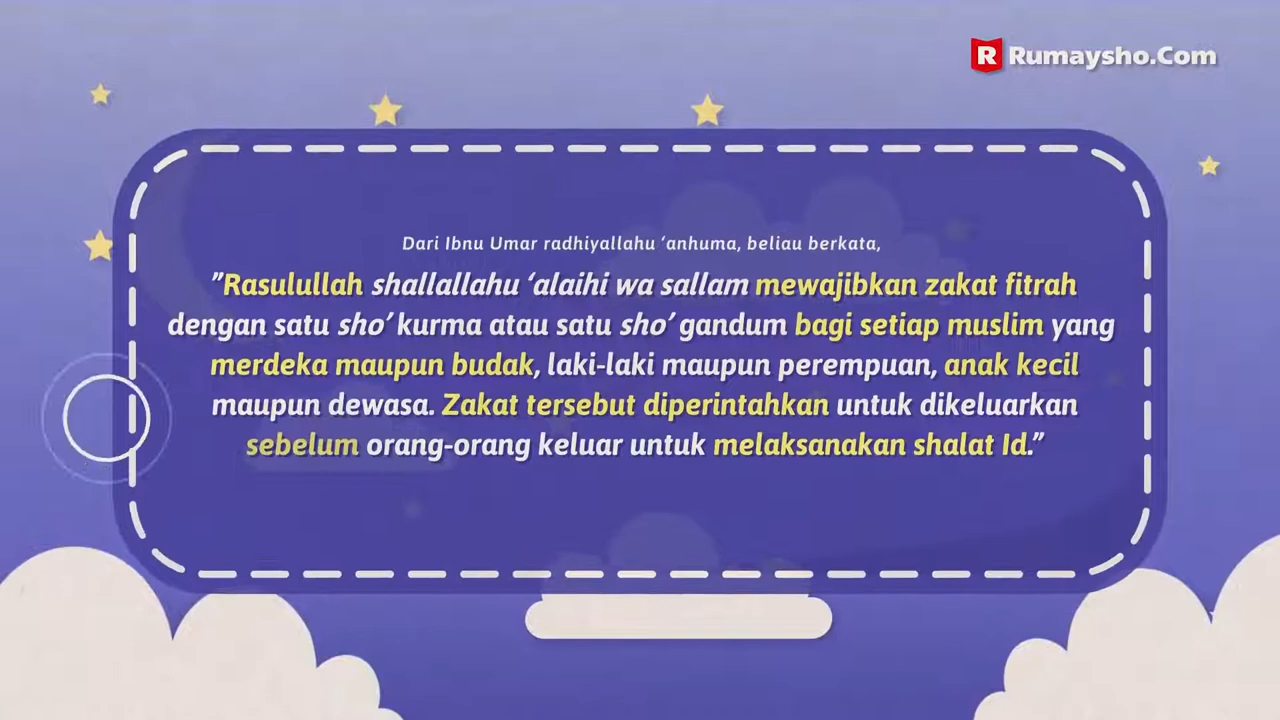 R Rumaysho.Com
Dari Ibnu Umar radhiyallahu ‘anhuma, beliau berkata,
”Rasulullah shallallahu ‘alaihi wa sallam mewajibkan zakat fitrah
dengan satu sho’ kurma atau satu sho’ gandum bagi setiap muslim yang
merdeka maupun budak, laki-laki maupun perempuan, anak kecil
maupun dewasa. Zakat tersebut diperintahkan untuk dikeluarkan
sebelum orang-orang keluar untuk melaksanakan shalat Id.”